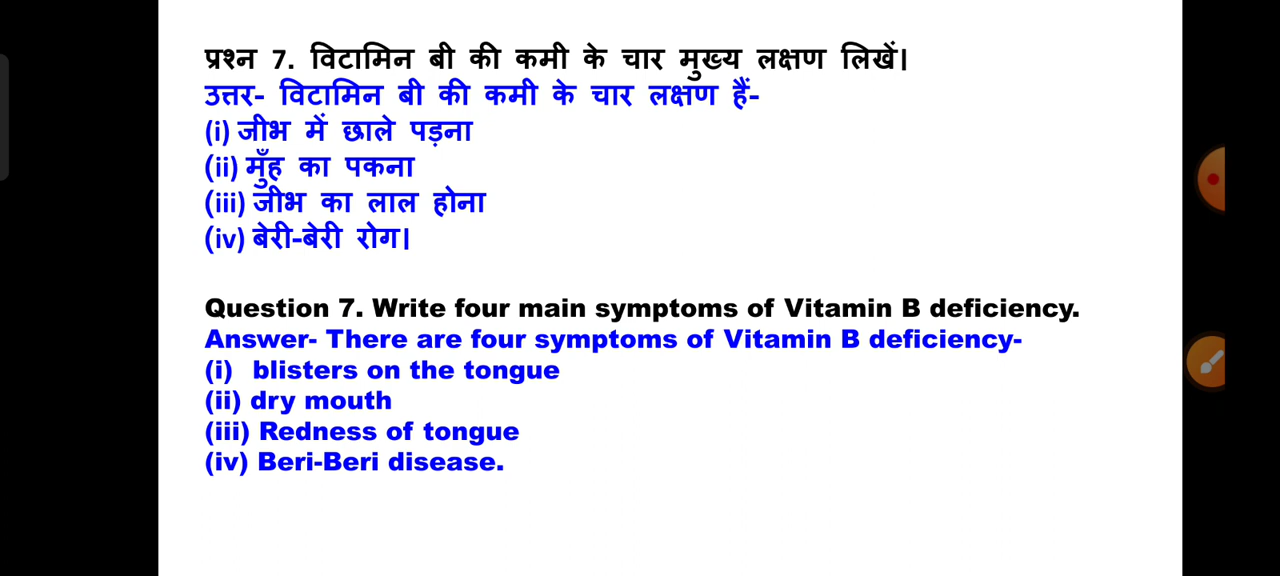 प्रश्न 7. विटामिन बी की कमी के चार मुख्य लक्षण लिखें।
उत्तर- विटामिन बी की कमी के चार लक्षण हैं-
(i) जीभ में छाले पड़ना
(ii) मुँह का पकना
(iii) जीभ का लाल होना
(iv) बेरी-बेरी रोग।
Question 7. Write four main symptoms of Vitamin B deficiency.
Answer- There are four symptoms of Vitamin B deficiency-
(i) blisters on the tongue
(ii) dry mouth
(iii) Redness of tongue
(iv) Beri-Beri disease.